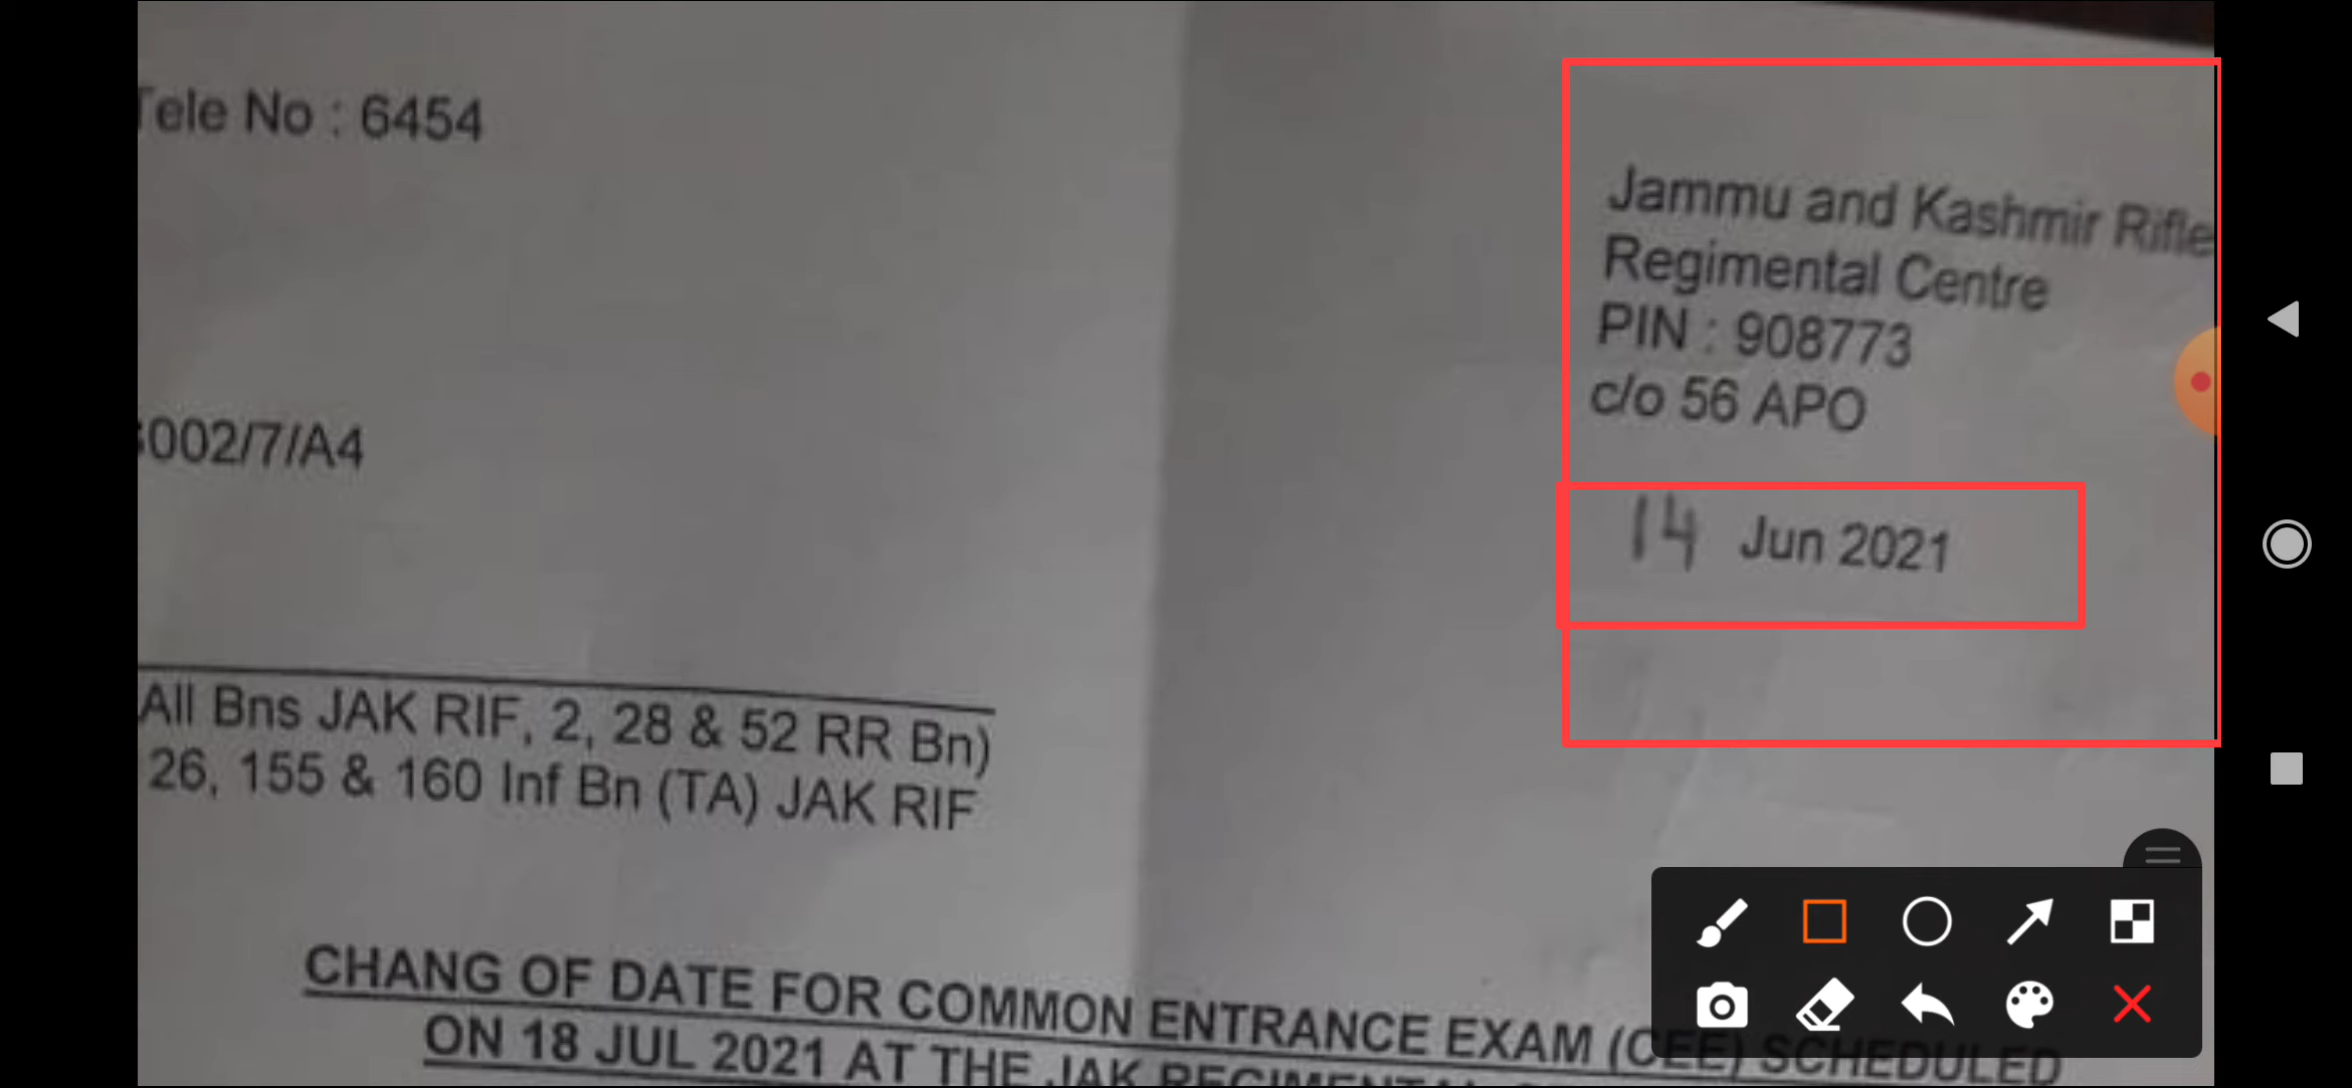 Tele No : 6454
Jammu and Kashmir Rifle
Regimental Centre
PIN : 908773
c/o 56 APO
002/7/A4
14 Jun 2021
All Bns JAK RIF, 2, 28 & 52 RR Bn)
26, 155 & 160 Inf Bn (TA) JAK RIF
CHANG OF DATE FOR COMMON ENTRANCE EXAM (CEE) SCHEDULED
ON 18 JUL 2021 AT THE JAK REGIMENTAL